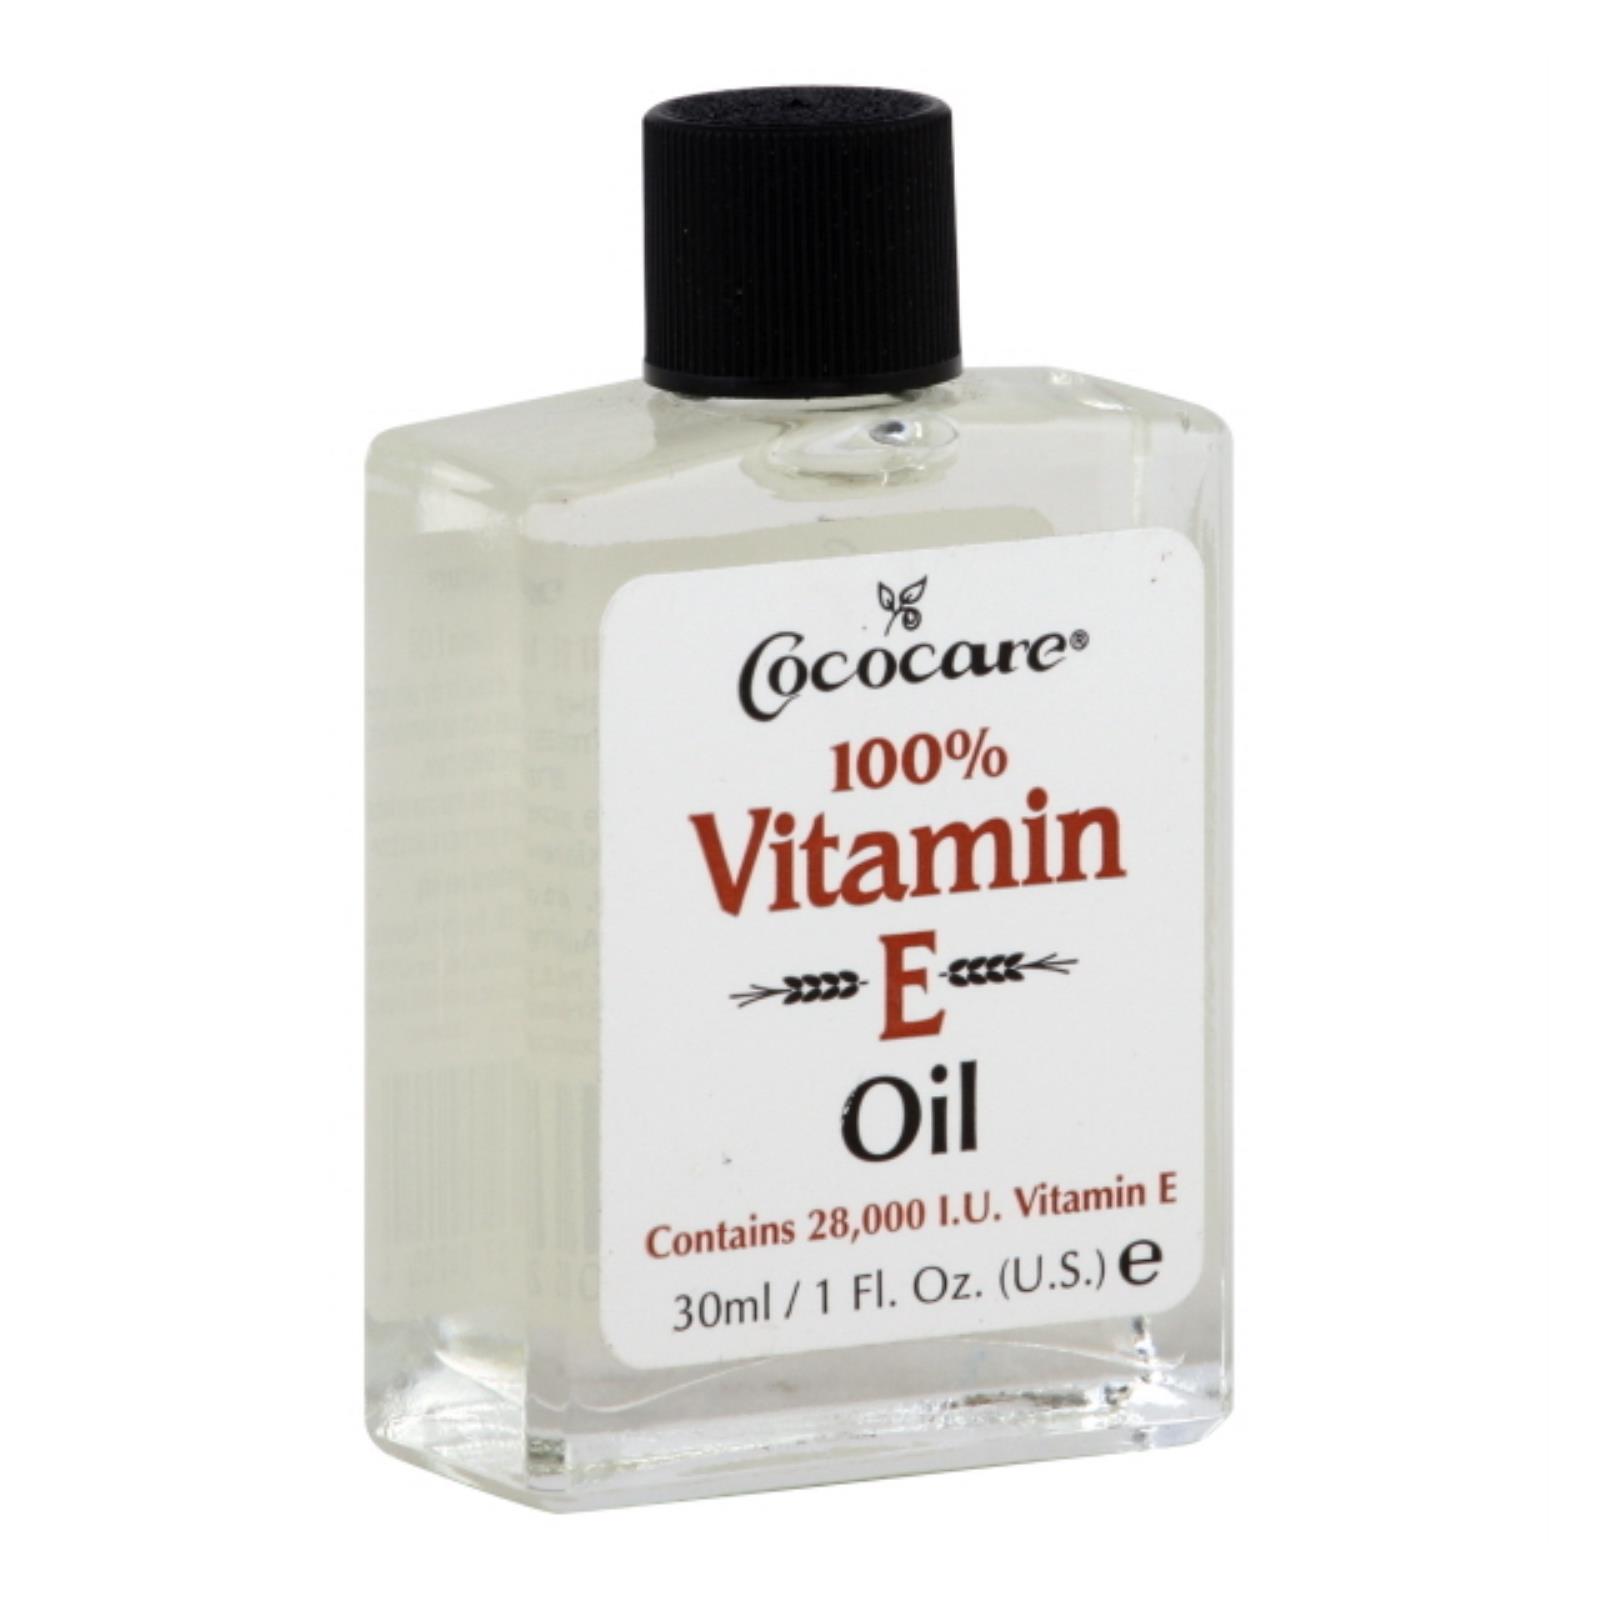 Cococare®
100%
Vitamin
E
Oil
Contains 28,000 I.U. Vitamin E
30ml / 1 Fl. Oz. (U.S.) e